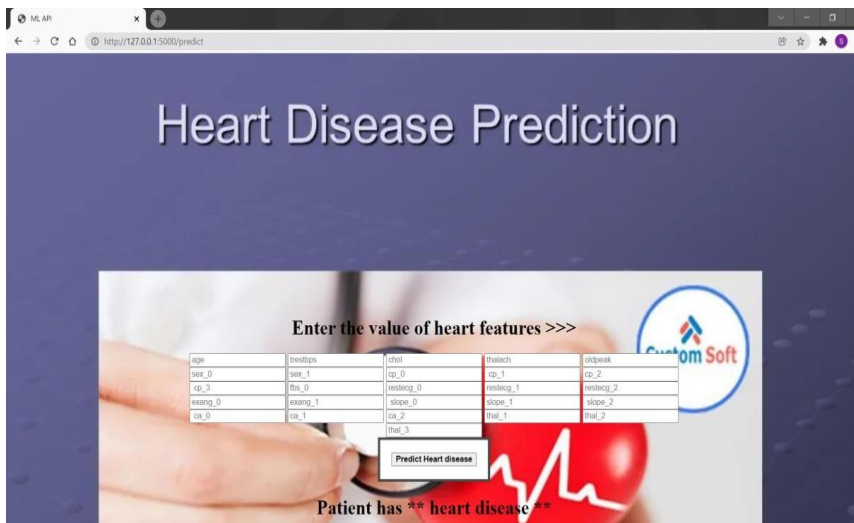 ML API
http://127.0.0.1:5000/predict
S
Heart Disease Prediction
Enter the value of heart features >>>
Custom Soft
age trestbps chol thalach oldpeak
sex_0 sex_1 cp_0 cp_1 cp_2
cp_3 fbs_0 restecg_0 restecg_1 restecg_2
exang_0 exang_1 slope_0 slope_1 slope_2
ca_0 ca_1 ca_2 thal_1 thal_2
thal_3
Predict Heart disease
Patient has ** heart disease **